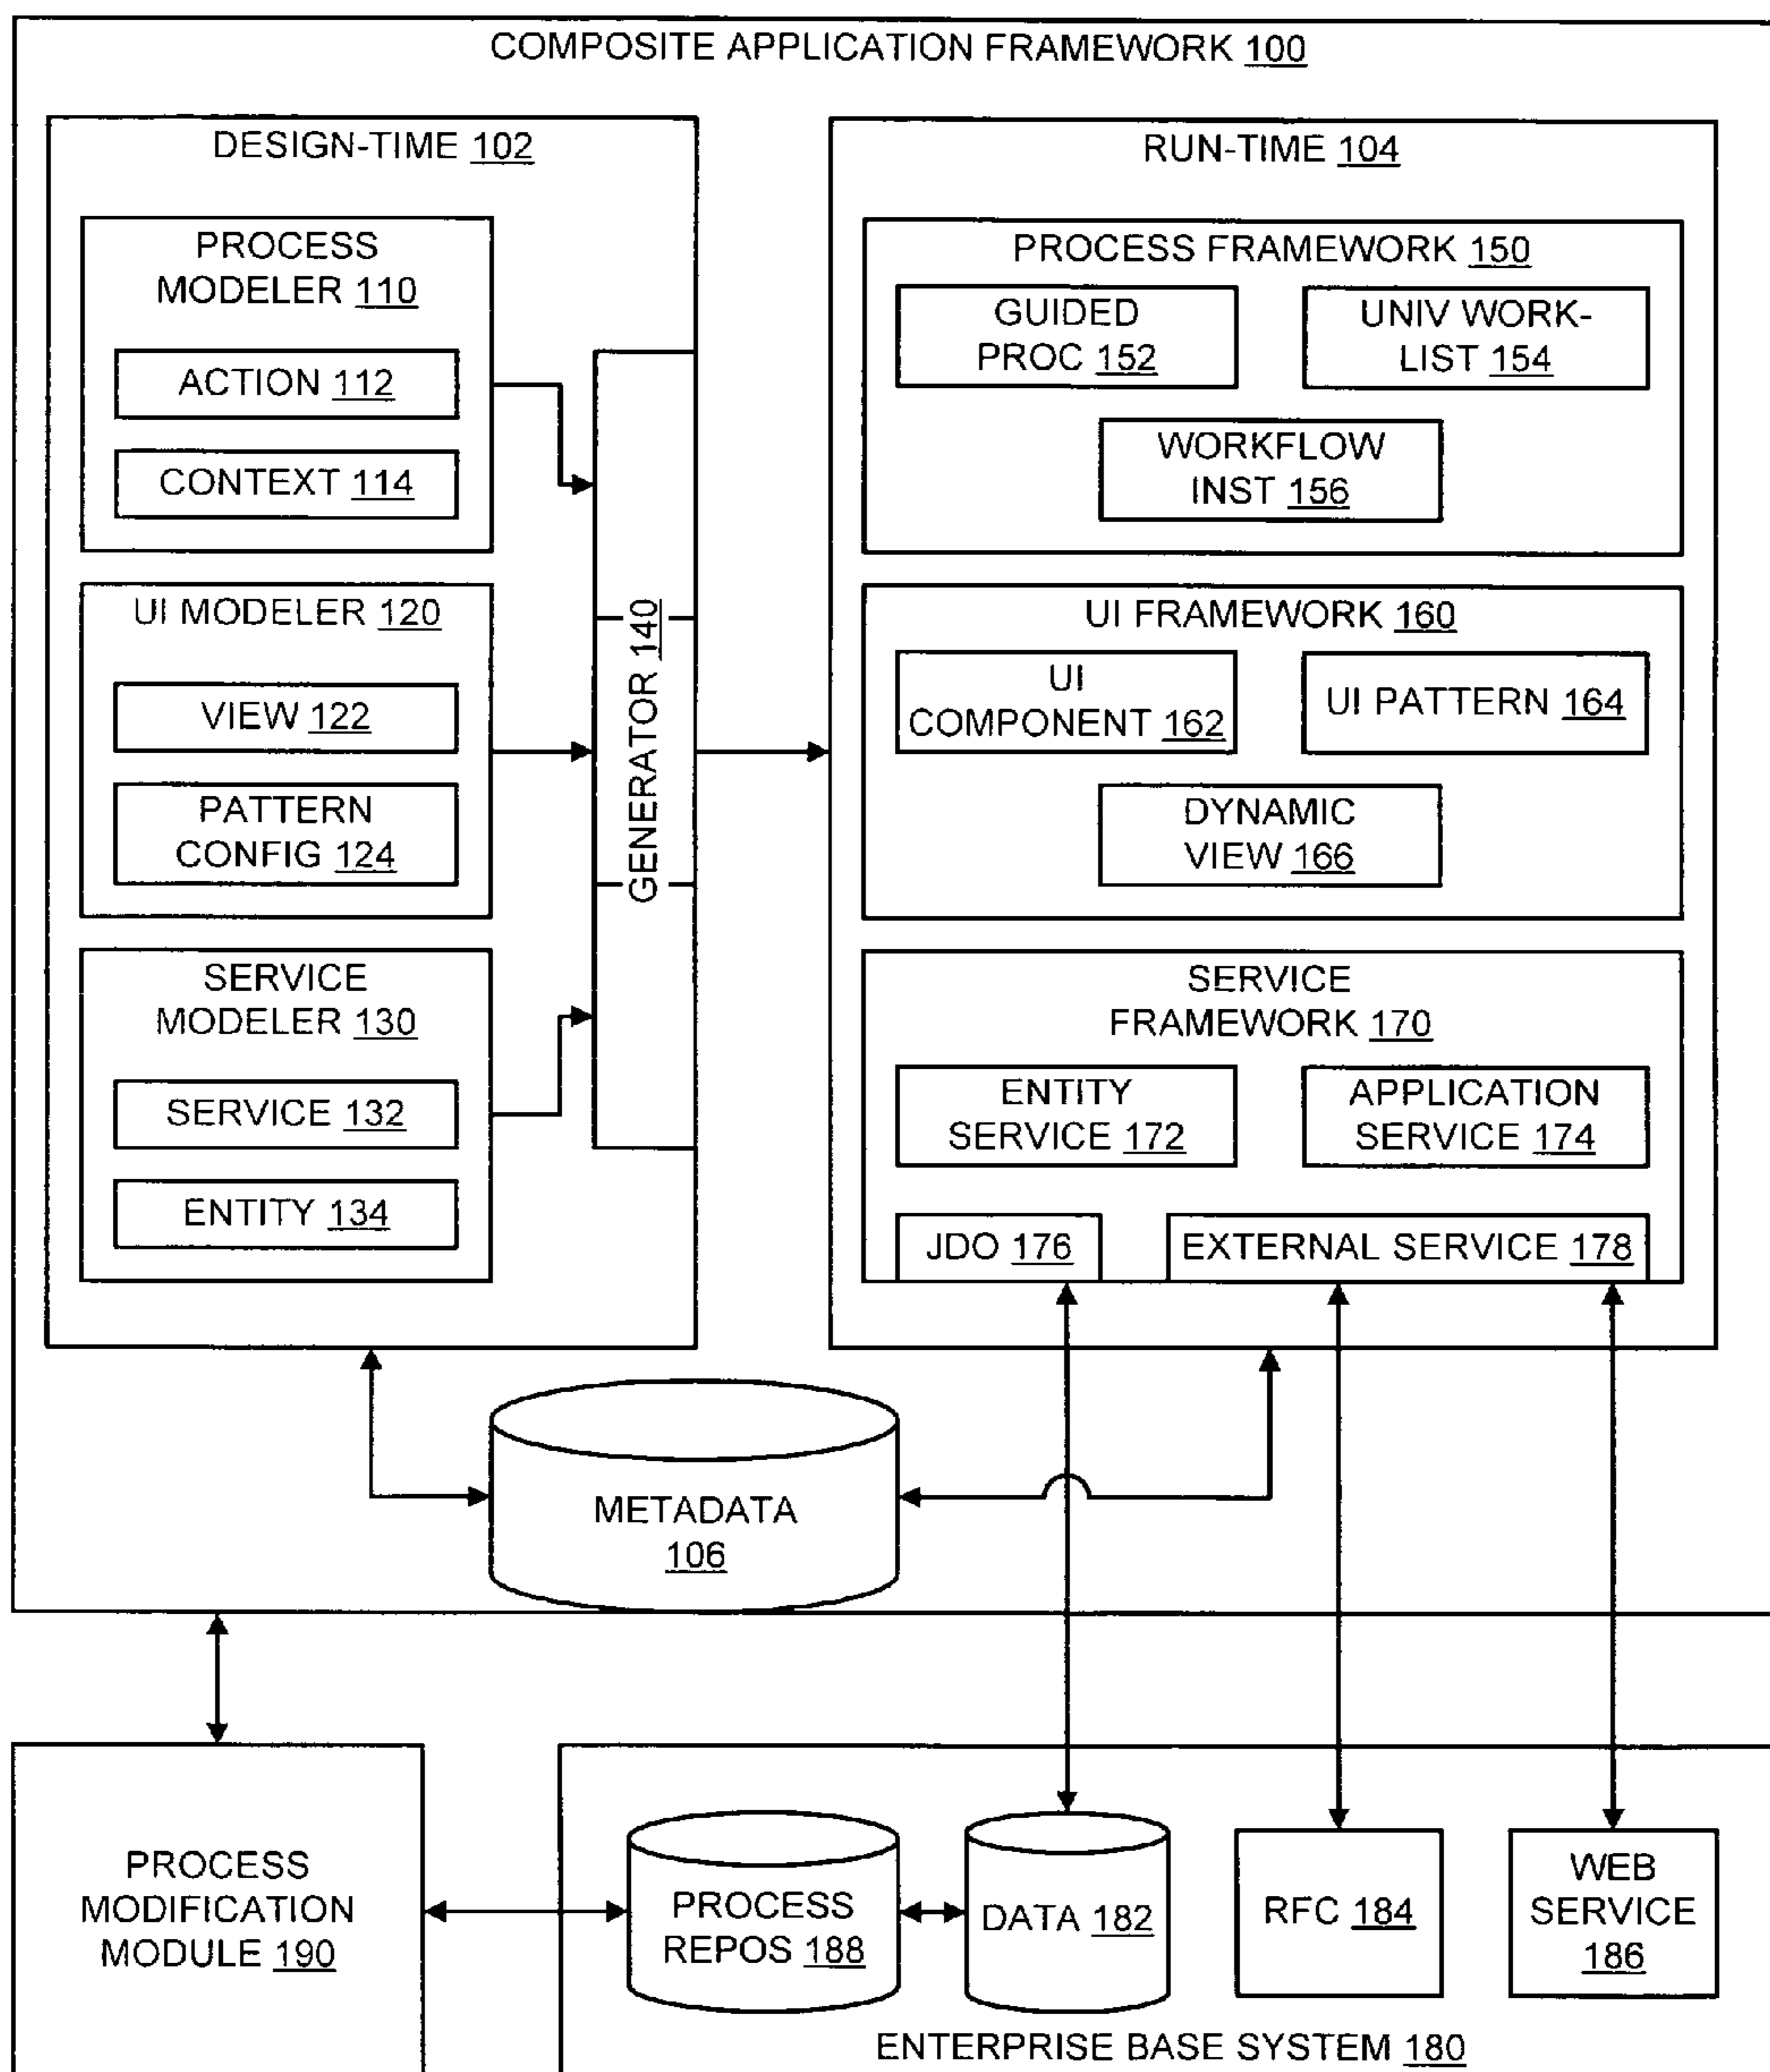 COMPOSITE APPLICATION FRAMEWORK 100
DESIGN-TIME 102
PROCESS
MODELER 110
ACTION 112
CONTEXT 114
UI MODELER 120
VIEW 122
PATTERN
CONFIG 124
SERVICE
MODELER 130
SERVICE 132
ENTITY 134
GENERATOR 140
RUN-TIME 104
PROCESS FRAMEWORK 150
GUIDED
PROC 152
UNIV WORK-
LIST 154
WORKFLOW
INST 156
UI FRAMEWORK 160
UI
COMPONENT 162
UI PATTERN 164
DYNAMIC
VIEW 166
SERVICE
FRAMEWORK 170
ENTITY
SERVICE 172
APPLICATION
SERVICE 174
JDO 176
EXTERNAL SERVICE 178
METADATA
106
PROCESS
MODIFICATION
MODULE 190
PROCESS
REPOS 188
DATA 182
RFC 184
WEB
SERVICE
186
ENTERPRISE BASE SYSTEM 180